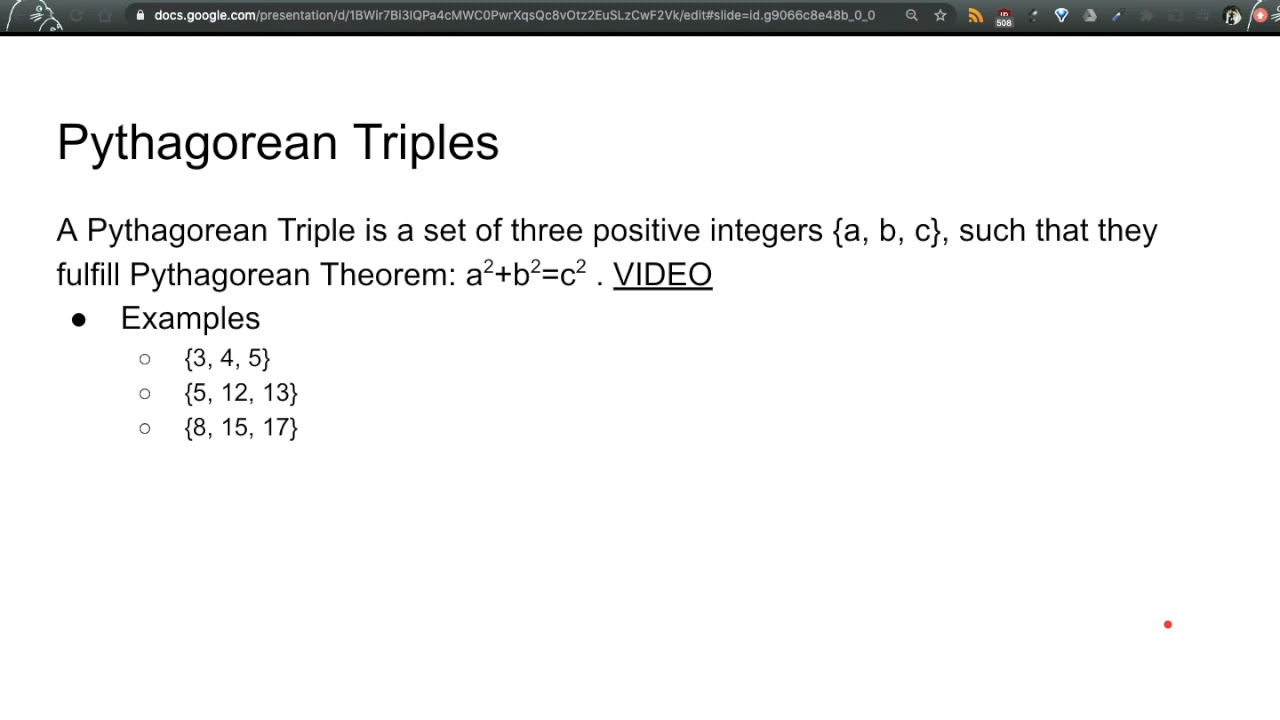 docs.google.com/presentation/d/1BWir7Bi3IQPa4cMWC0PwrXqsQc8vOtz2EuSLzCwF2Vk/edit#slide=id.g9066c8e48b_0_0
508
Pythagorean Triples
A Pythagorean Triple is a set of three positive integers {a, b, c}, such that they
fulfill Pythagorean Theorem: a²+b²=c² . VIDEO
● Examples
○ {3, 4, 5}
○ {5, 12, 13}
○ {8, 15, 17}